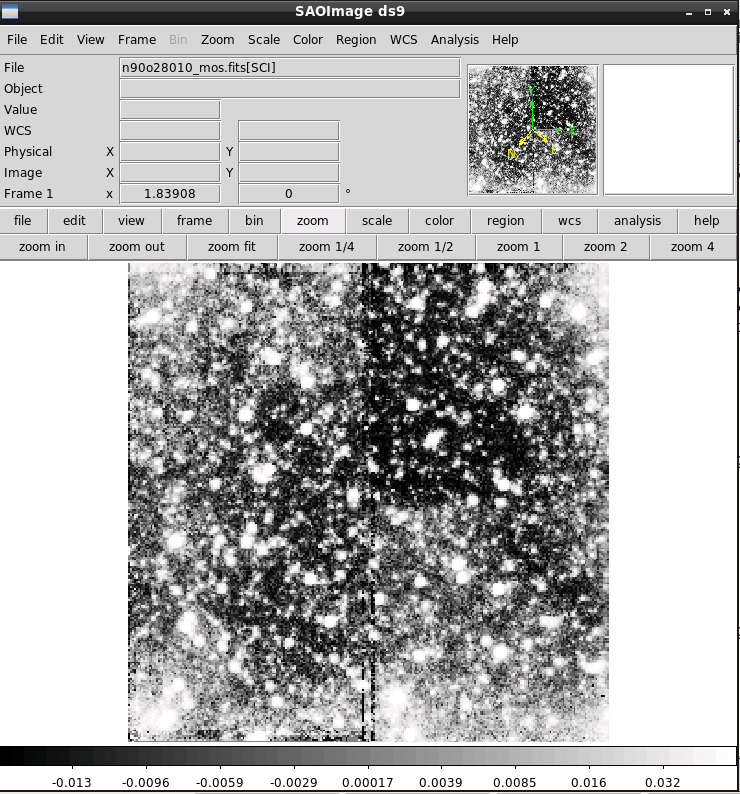 SAOImage ds9
File Edit View Frame Bin Zoom Scale Color Region WCS Analysis Help
File n90o28010_mos.fits[SCI]
Object
Value
WCS
Physical X Y
Image X Y
Frame 1 x 1.83908 0 °
Y
X
N
file edit view frame bin zoom scale color region wcs analysis help
zoom in zoom out zoom fit zoom 1/4 zoom 1/2 zoom 1 zoom 2 zoom 4
-0.013 -0.0096 -0.0059 -0.0029 0.00017 0.0039 0.0085 0.016 0.032